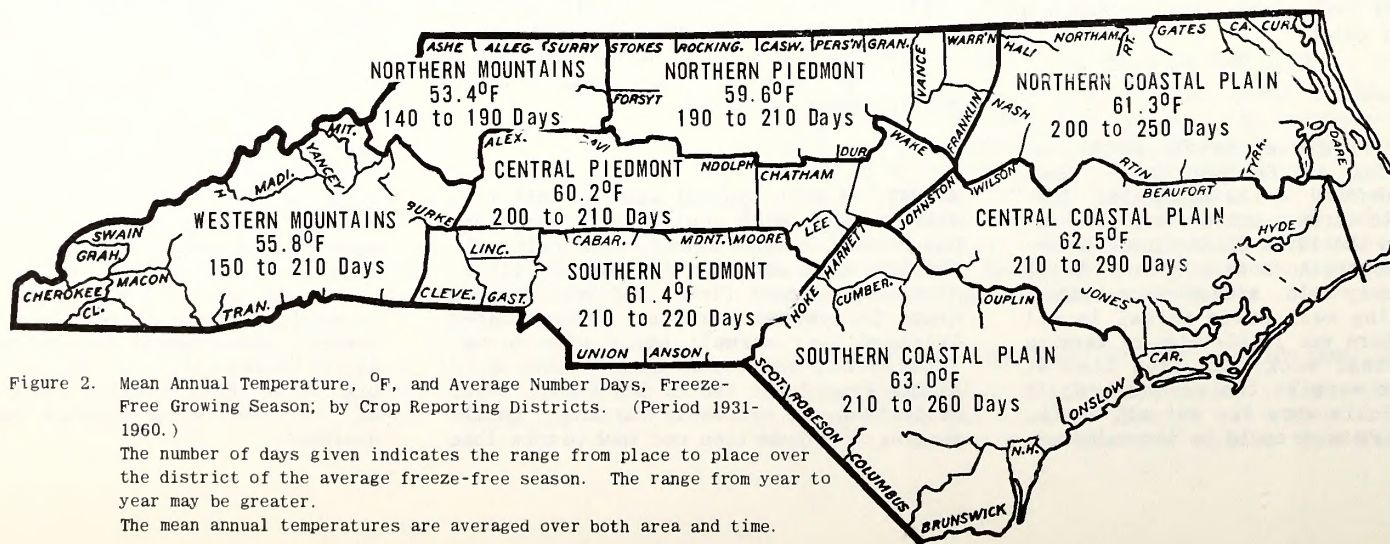 ASHE ALLEG SURRY STOKES ROCKING. CASW. PERS'N GRAN. VANCE WARR'N HALI NORTHAM. RT. GATES CA. CUR.
NORTHERN MOUNTAINS
53.4°F
140 to 190 Days
FORSYT
NORTHERN PIEDMONT
59.6°F
190 to 210 Days
FRANKLIN NASH
NORTHERN COASTAL PLAIN
61.3°F
200 to 250 Days
MIT.
YANCEY
MADI.
H
BURKE
ALEX. AVI NDOLPH CHATHAM DUR WAKE
CENTRAL PIEDMONT
60.2°F
200 to 210 Days
JOHNSTON WILSON RTIN BEAUFORT TYRR. DARE
CENTRAL COASTAL PLAIN
62.5°F
210 to 290 Days
HYDE
JONES
CAR.
WESTERN MOUNTAINS
55.8°F
150 to 210 Days
SWAIN
GRAH.
CHEROKEE MACON
CL.
TRAN.
CLEVE. LINC. GAST. CABAR. MONT. MOORE LEE HARNETT
SOUTHERN PIEDMONT
61.4°F
210 to 220 Days
UNION ANSON
HOKE CUMBER. DUPLIN
SOUTHERN COASTAL PLAIN
63.0°F
210 to 260 Days
SCOT. ROBESON COLUMBUS BRUNSWICK N.H. ONSLOW
Figure 2. Mean Annual Temperature, °F, and Average Number Days, Freeze-
Free Growing Season; by Crop Reporting Districts. (Period 1931-
1960.)
The number of days given indicates the range from place to place over
the district of the average freeze-free season. The range from year to
year may be greater.
The mean annual temperatures are averaged over both area and time.